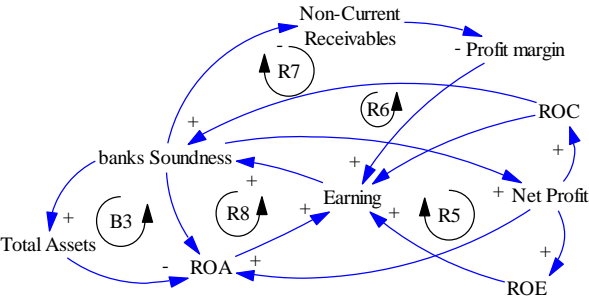 Non-Current
Receivables
-
- Profit margin
R7
R6
ROC
+
+
banks Soundness
+
+
+ Net Profit
Earning
+
+
R5
R8
B3
+
Total Assets
-
ROA
+
+
ROE